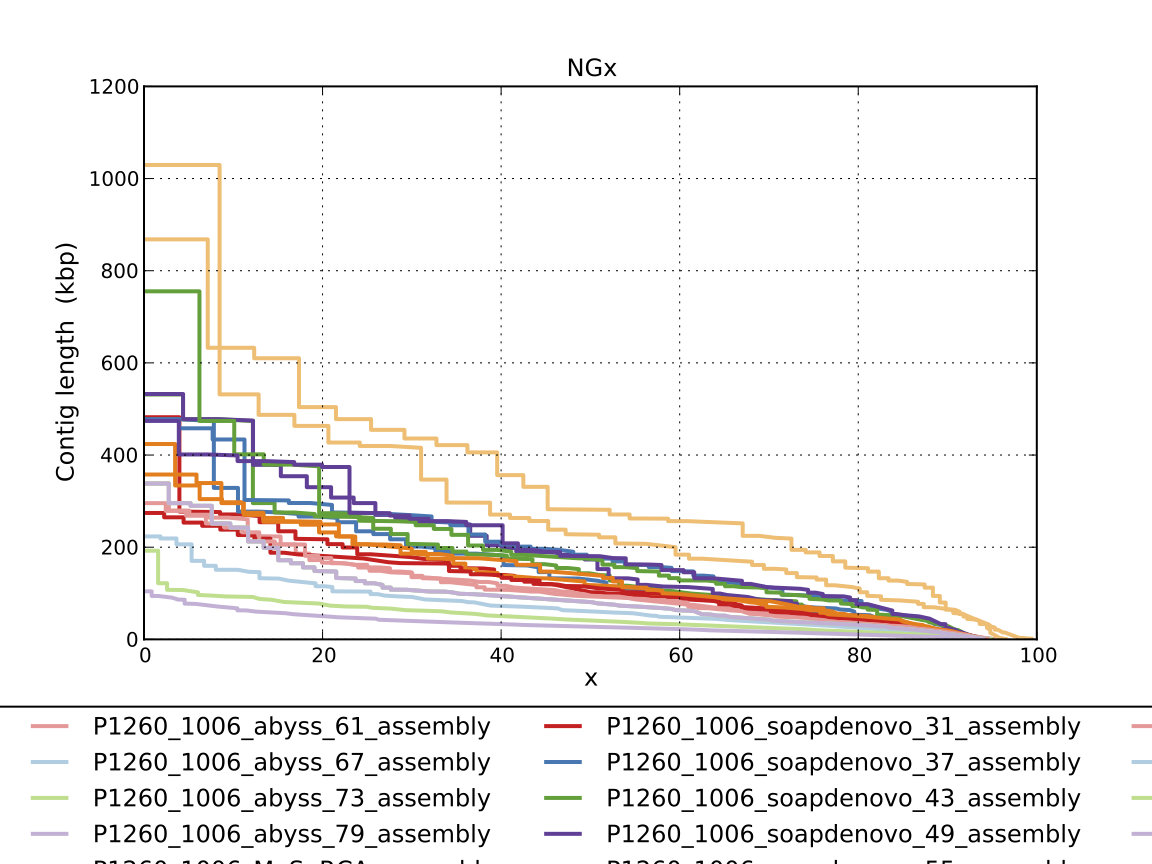 NGx
1200
1000
800
600
400
200
0
Contig length (kbp)
0 20 40 60 80 100
x
P1260_1006_abyss_61_assembly P1260_1006_soapdenovo_31_assembly
P1260_1006_abyss_67_assembly P1260_1006_soapdenovo_37_assembly
P1260_1006_abyss_73_assembly P1260_1006_soapdenovo_43_assembly
P1260_1006_abyss_79_assembly P1260_1006_soapdenovo_49_assembly